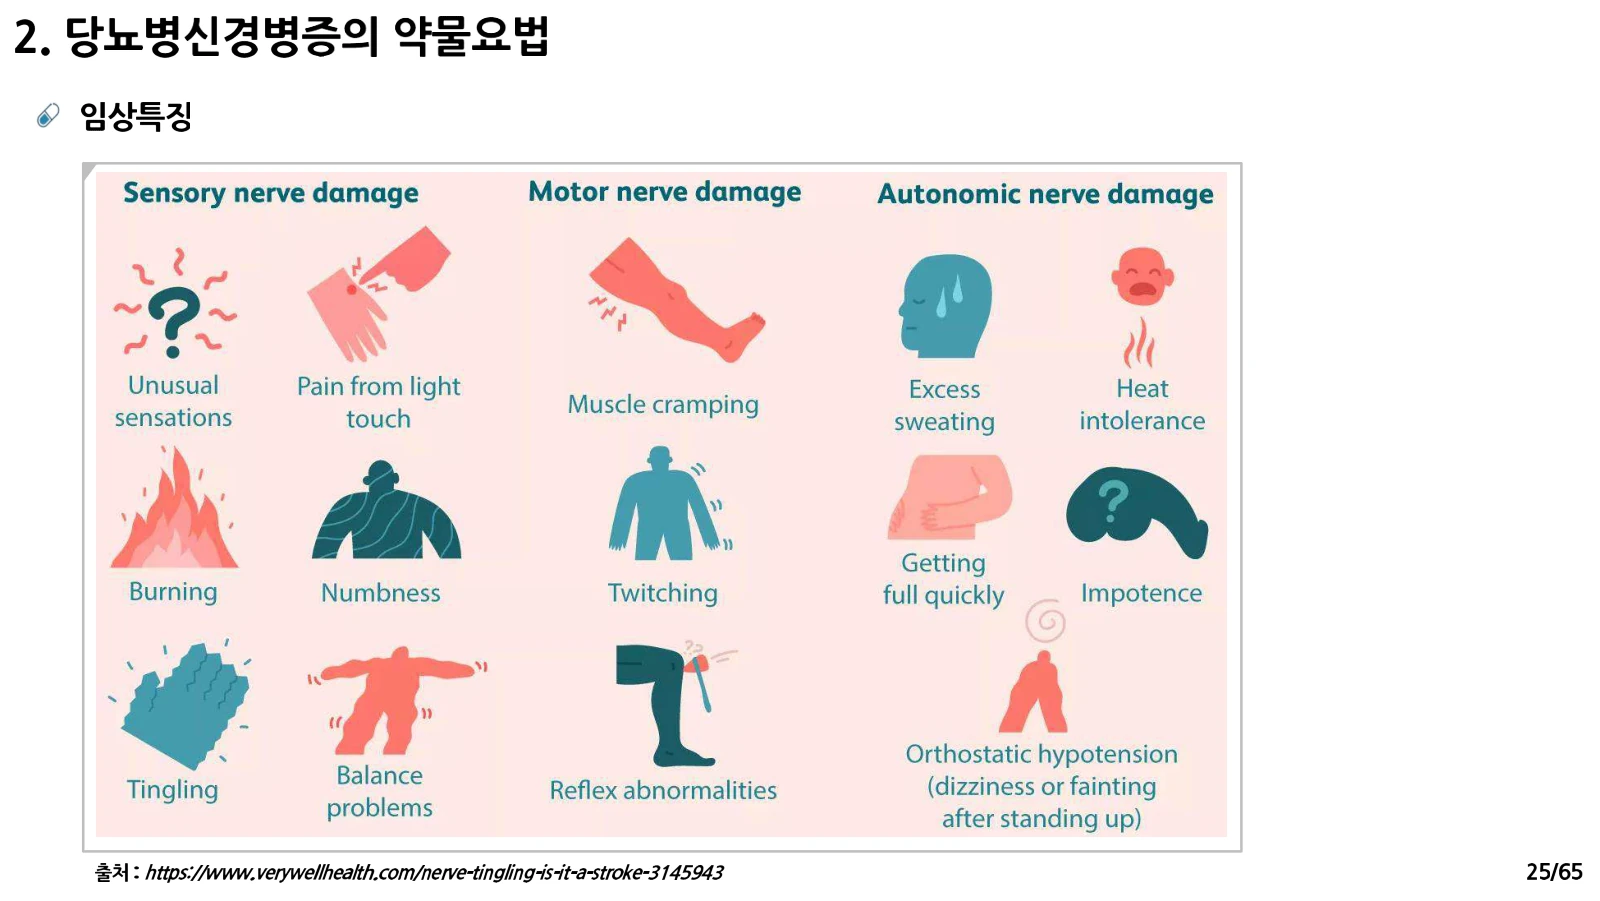 2. 당뇨병신경병증의 약물요법
임상특징
Sensory nerve damage
Motor nerve damage
Autonomic nerve damage
?
Unusual
sensations
Pain from light
touch
Muscle cramping
Excess
sweating
Heat
intolerance
Burning
Numbness
Twitching
Getting
full quickly
?
Impotence
Tingling
Balance
problems
??
Reflex abnormalities
Orthostatic hypotension
(dizziness or fainting
after standing up)
출처 : https://www.verywellhealth.com/nerve-tingling-is-it-a-stroke-3145943
25/65